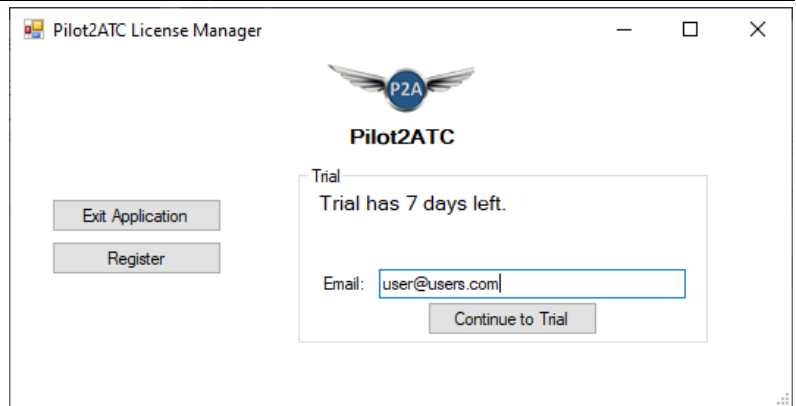 Pilot2ATC License Manager
P2A
Pilot2ATC
Trial
Trial has 7 days left.
Exit Application
Register
Email: user@users.com
Continue to Trial